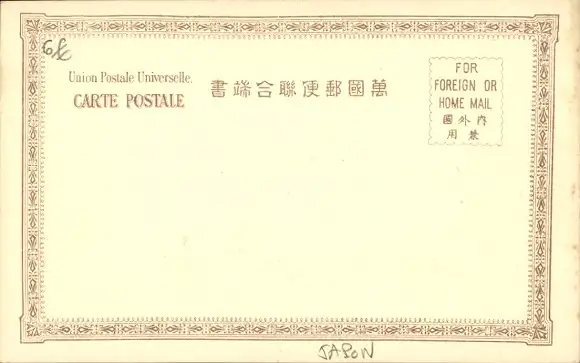 Union Postale Universelle.
CARTE POSTALE
萬國郵便聯合端書
FOR
FOREIGN OR
HOME MAIL
內外國
兼用
JAPON